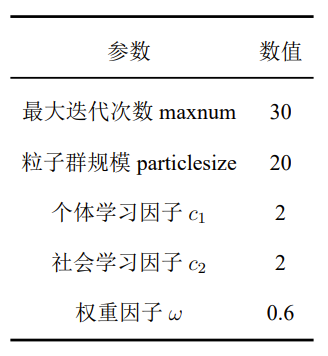 参数 数值
最大迭代次数 maxnum 30
粒子群规模 particlesize 20
个体学习因子 c₁ 2
社会学习因子 c₂ 2
权重因子 ω 0.6